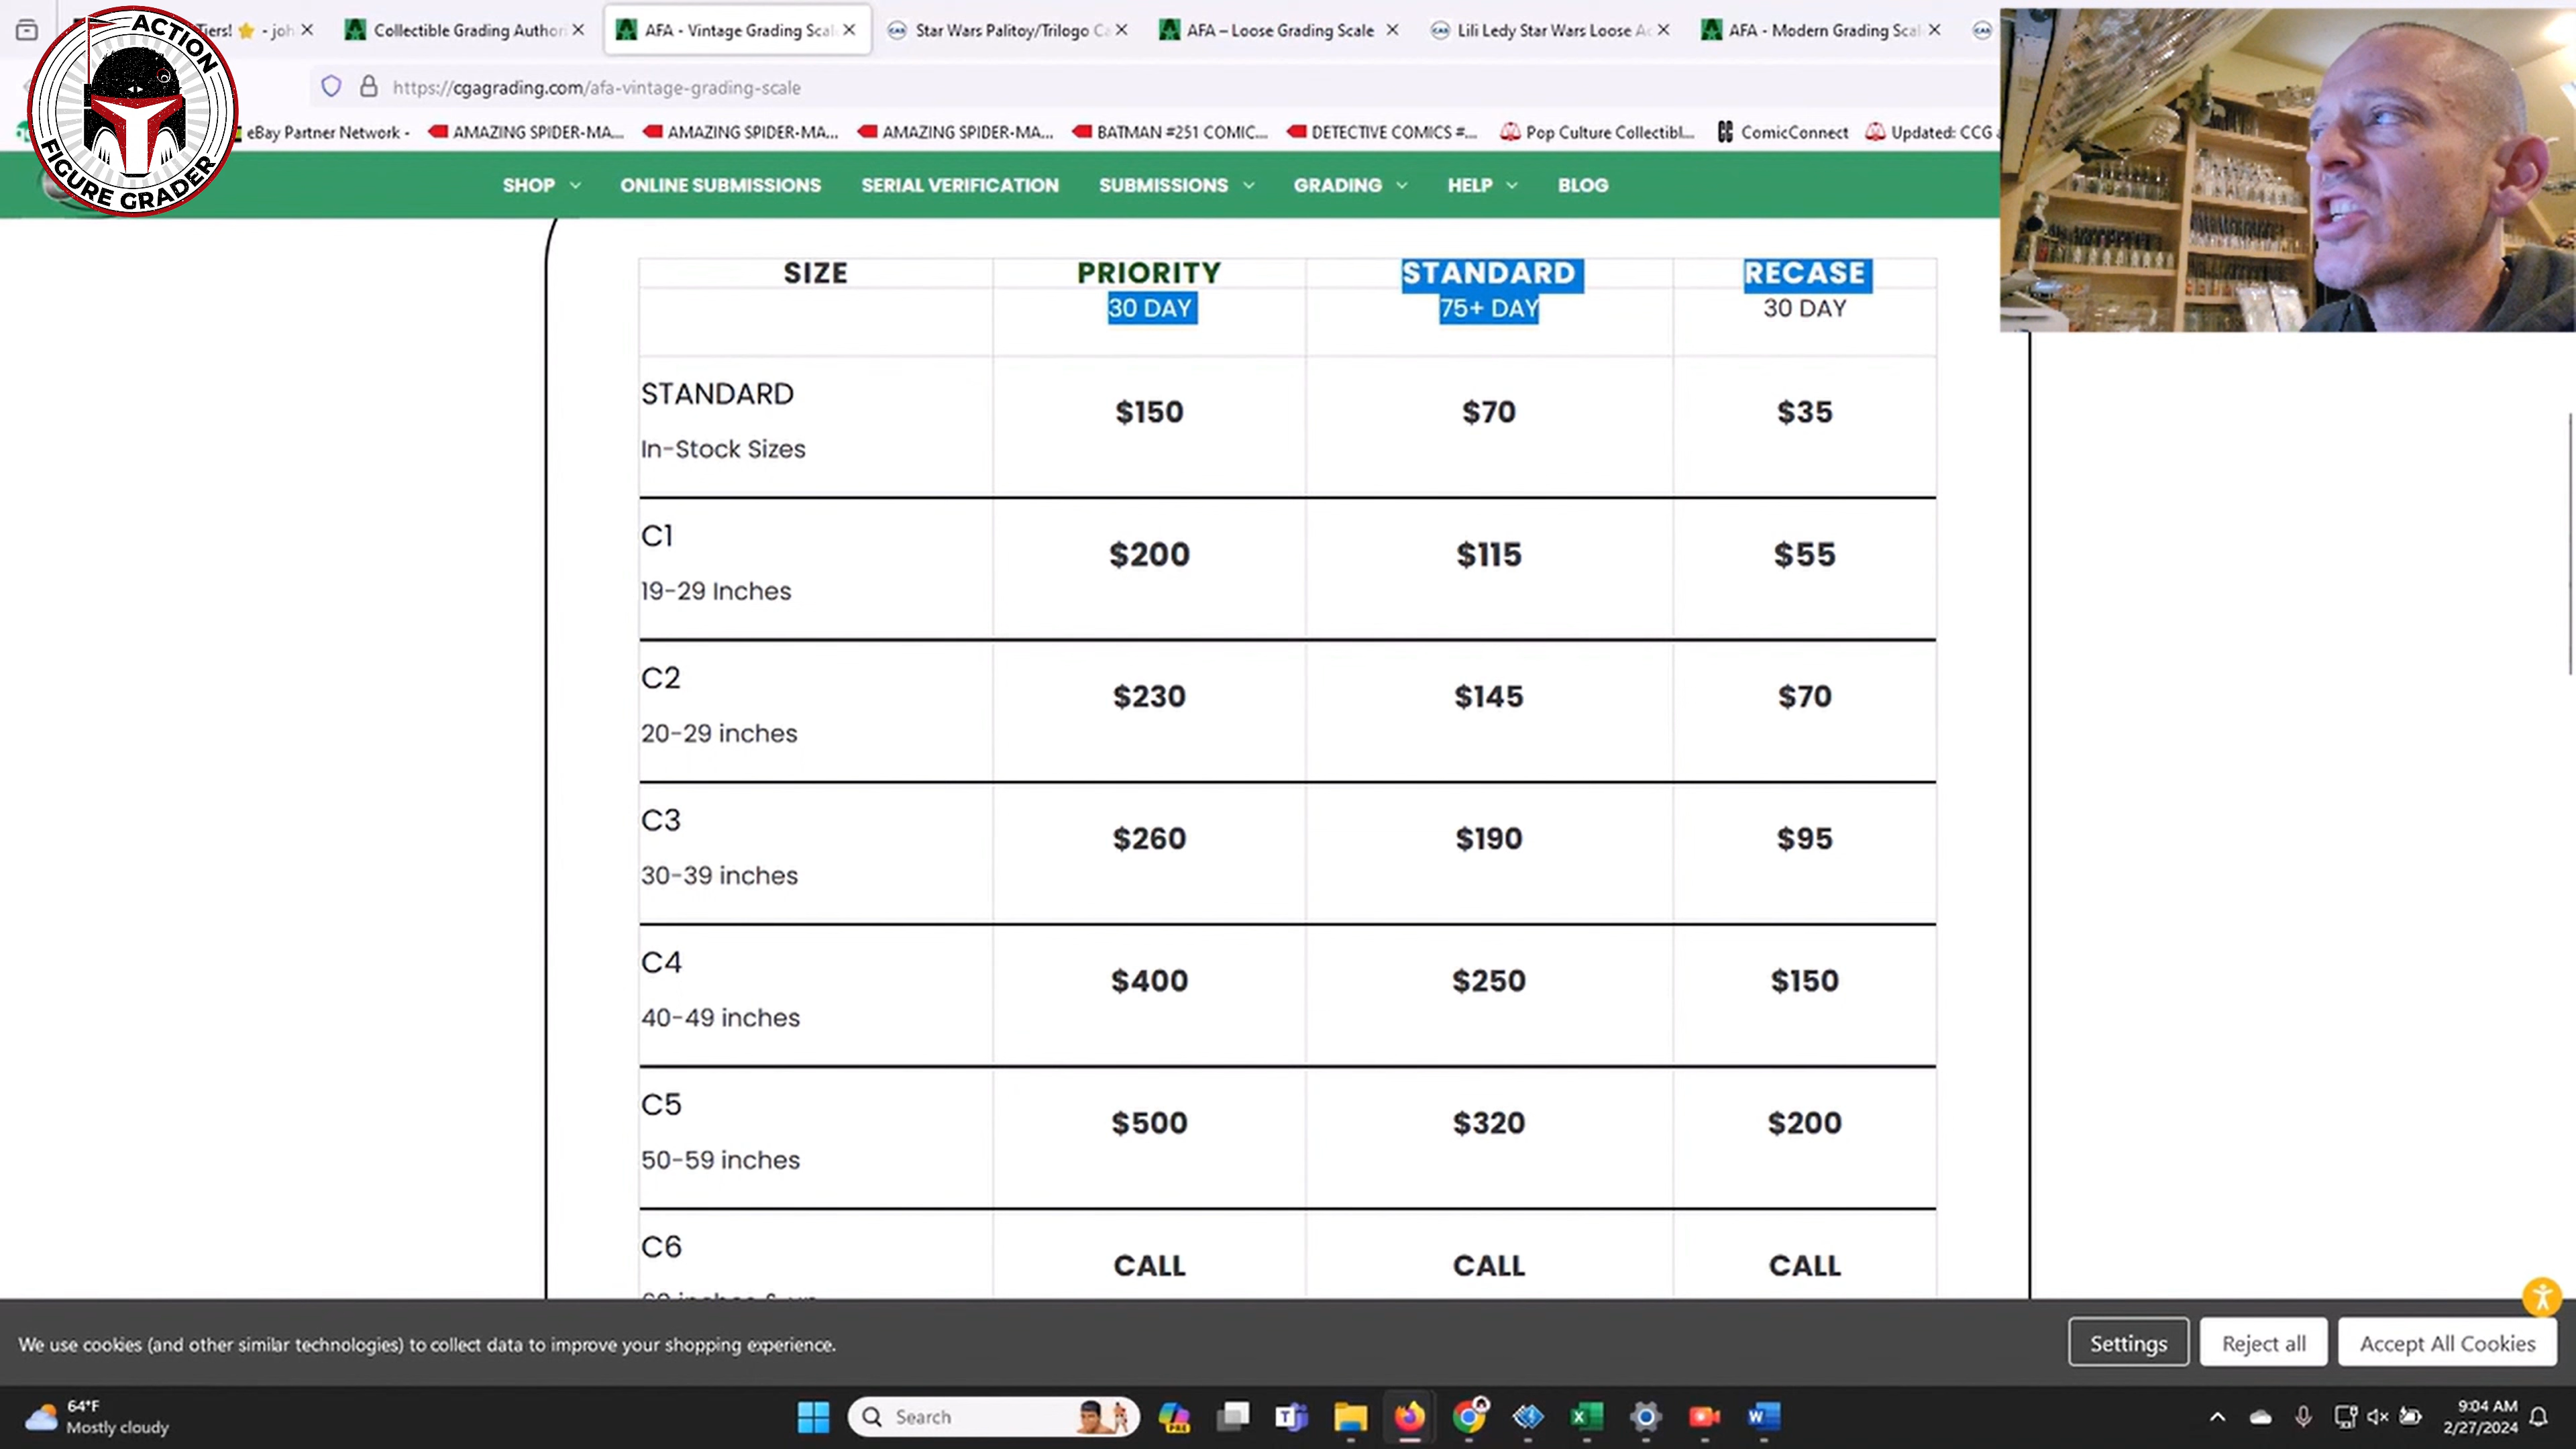 Tiers! ⭐ - joh
Collectible Grading Author
AFA - Vintage Grading Scal
Star Wars Palitoy/Trilogo Ca
AFA – Loose Grading Scale
Lili Ledy Star Wars Loose Ac
AFA - Modern Grading Scal
ACTION
FIGURE GRADER
https://cgagrading.com/afa-vintage-grading-scale
eBay Partner Network -
AMAZING SPIDER-MA...
AMAZING SPIDER-MA...
AMAZING SPIDER-MA...
BATMAN #251 COMIC...
DETECTIVE COMICS #...
Pop Culture Collectibl...
ComicConnect
Updated: CCG a
SHOP
ONLINE SUBMISSIONS
SERIAL VERIFICATION
SUBMISSIONS
GRADING
HELP
BLOG
SIZE PRIORITY STANDARD RECASE
30 DAY 75+ DAY 30 DAY
STANDARD
$150 $70 $35
In-Stock Sizes
C1
$200 $115 $55
19-29 Inches
C2
$230 $145 $70
20-29 inches
C3
$260 $190 $95
30-39 inches
C4
$400 $250 $150
40-49 inches
C5
$500 $320 $200
50-59 inches
C6
CALL CALL CALL
60 inches & up
We use cookies (and other similar technologies) to collect data to improve your shopping experience.
Settings
Reject all
Accept All Cookies
64°F
Mostly cloudy
Search
9:04 AM
2/27/2024